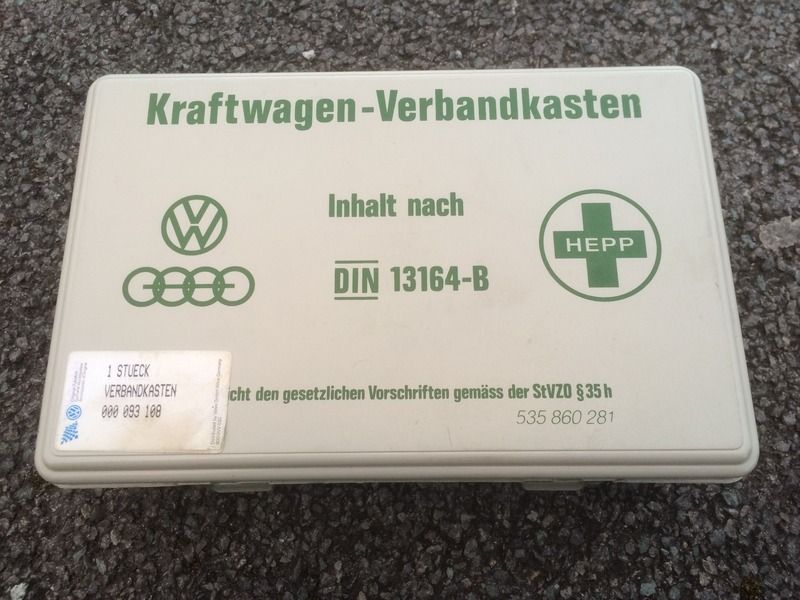 Kraftwagen-Verbandkasten
Inhalt nach
DIN 13164-B
HEPP
1 STUECK
VERBANDKASTEN
000 093 108
den gesetzlichen Vorschriften gemäss der StVZO § 35 h
535 860 281